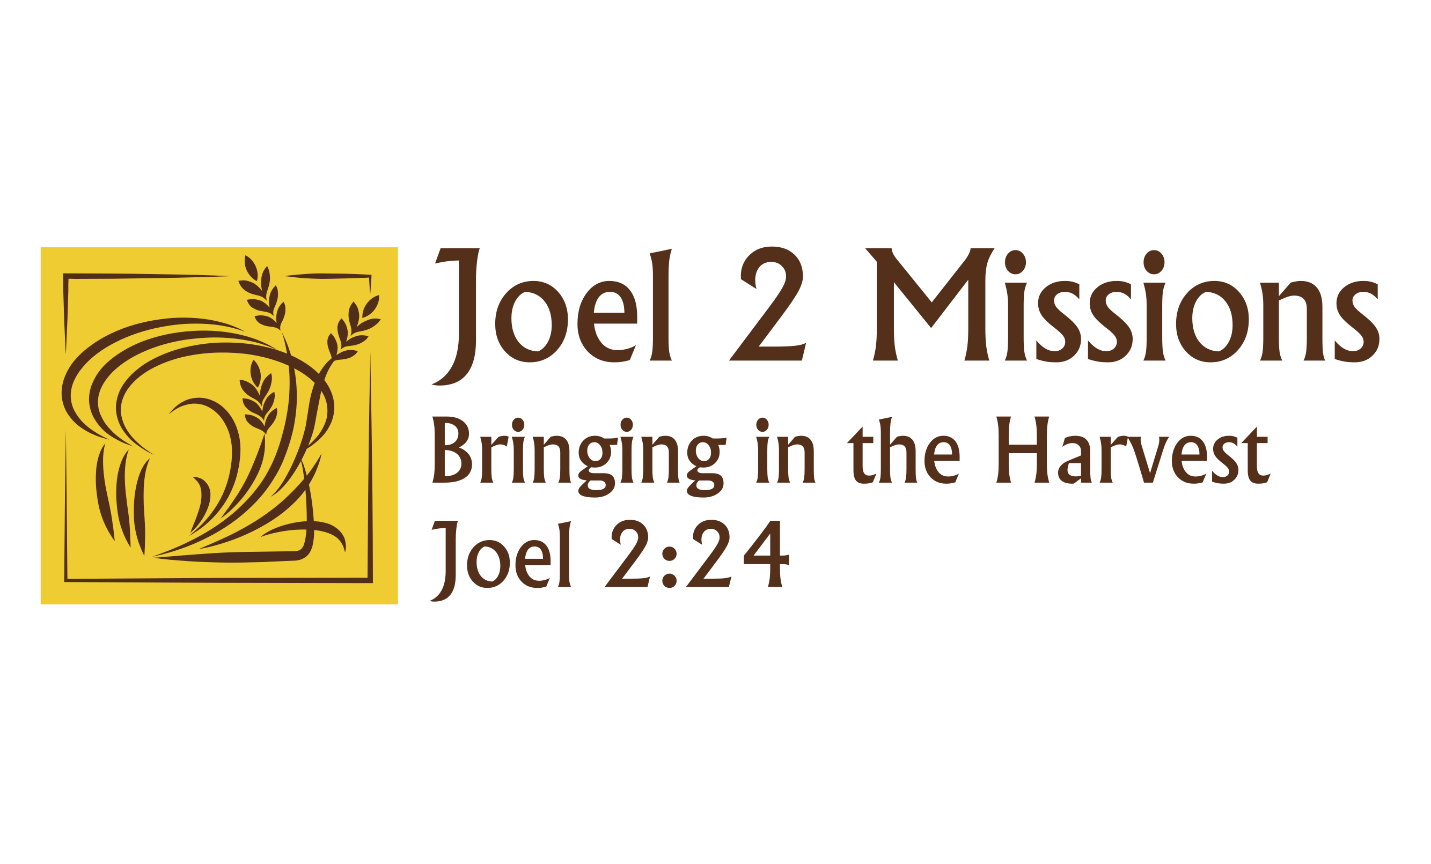 Joel 2 Missions
Bringing in the Harvest
Joel 2:24